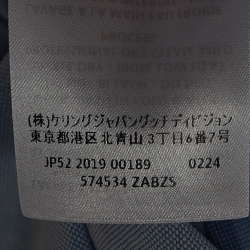 (株)ケリングジャパングッチディビジョン
東京都港区北青山3丁目6番7号
JP52 2019 00189 0224
574534 ZABZS